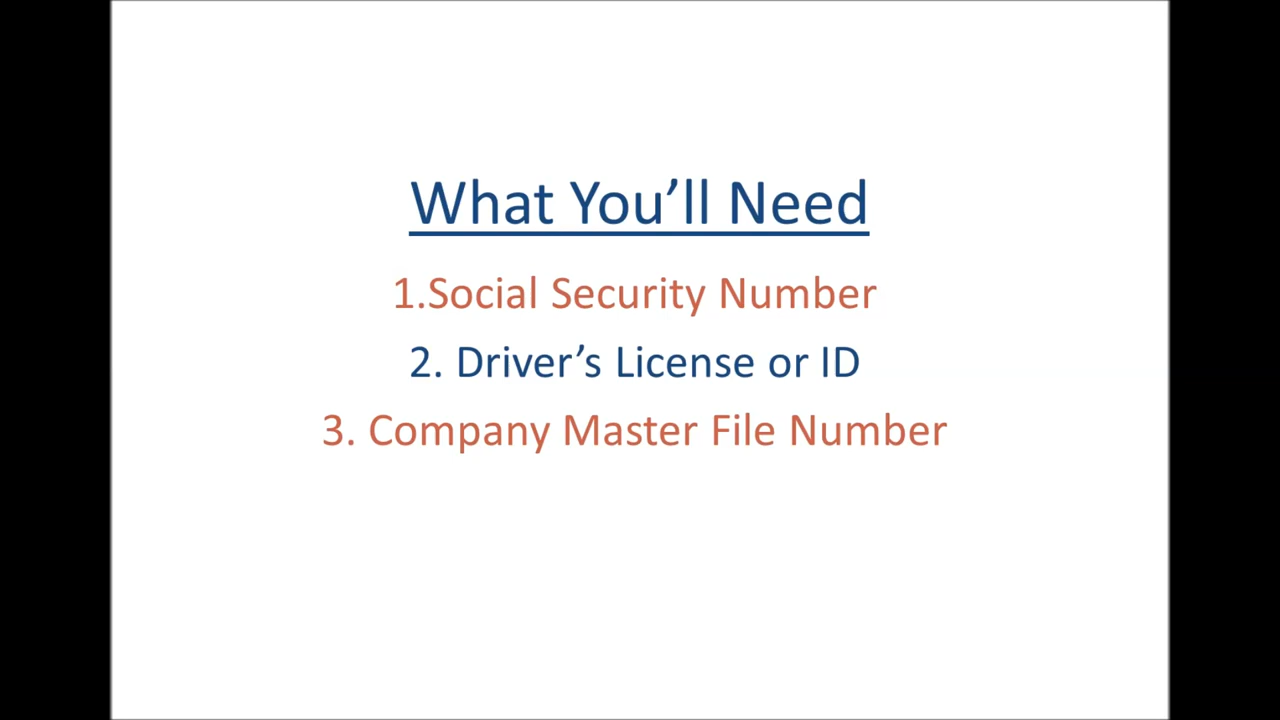 What You’ll Need
1.Social Security Number
2. Driver’s License or ID
3. Company Master File Number